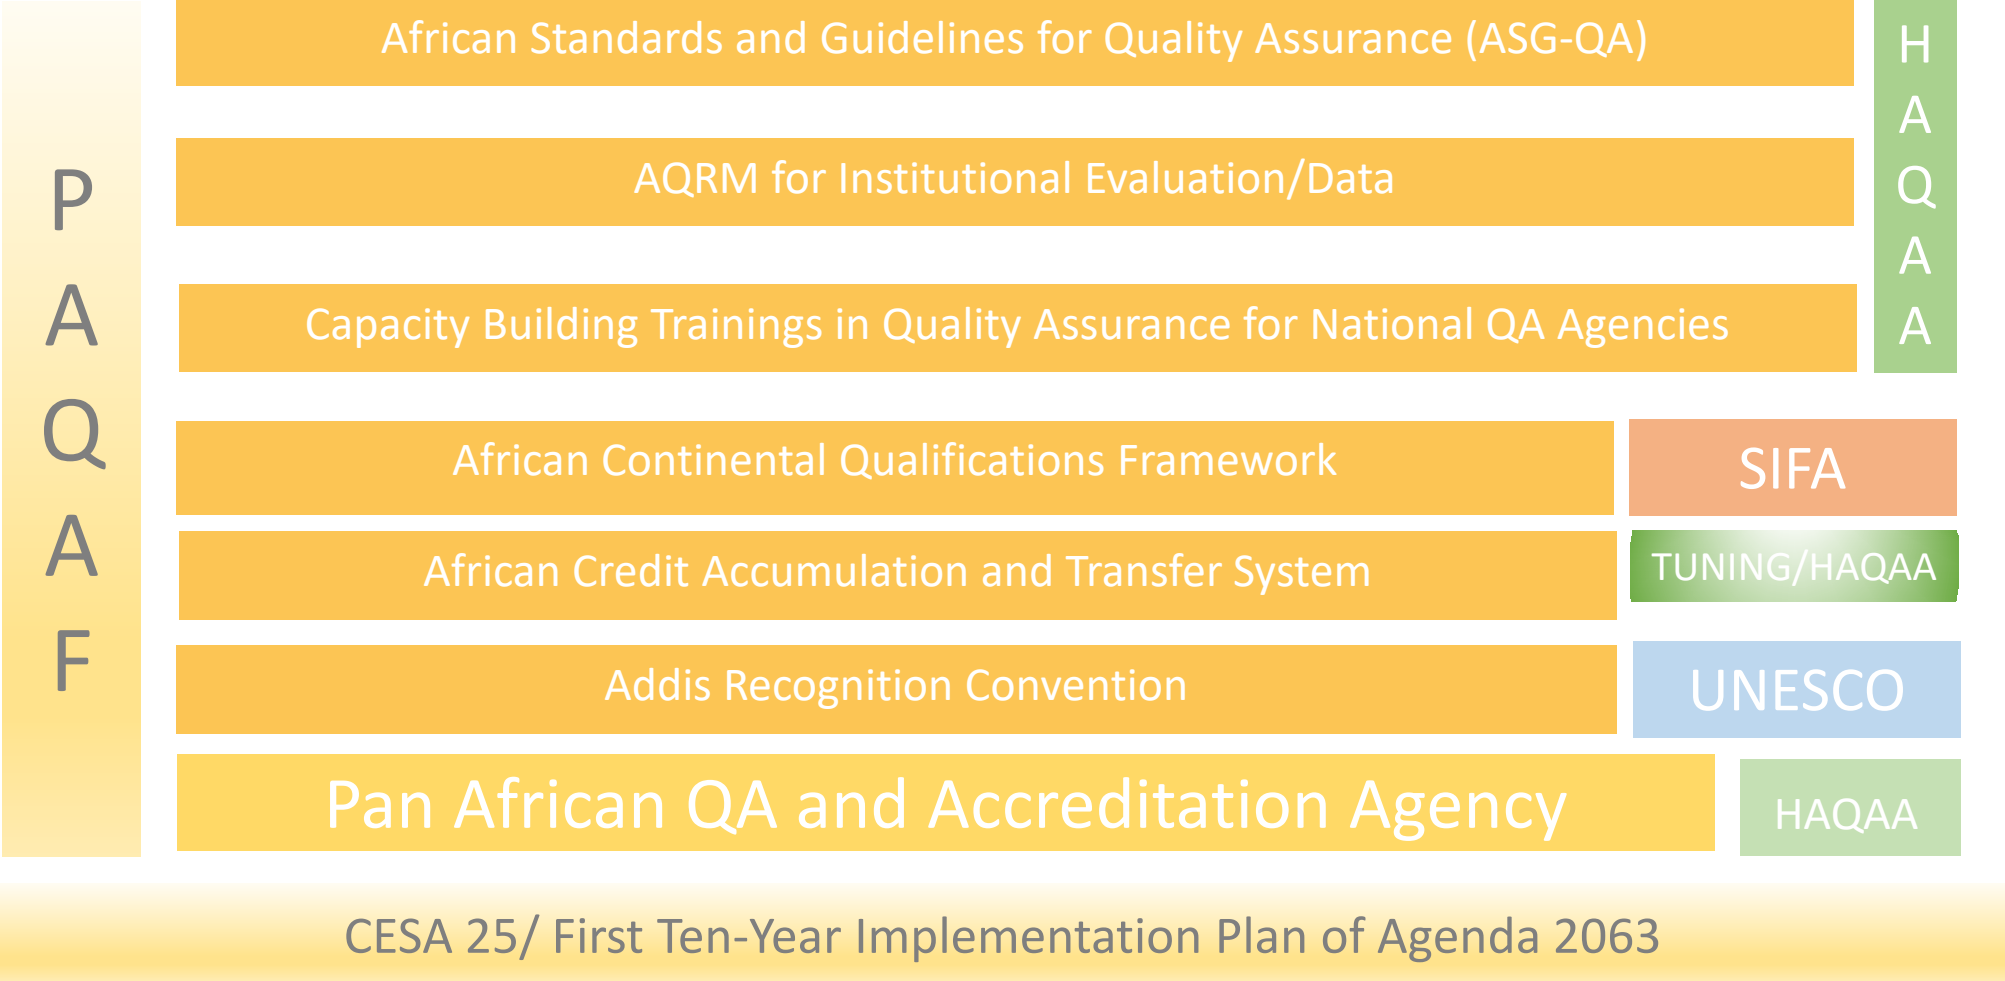 African Standards and Guidelines for Quality Assurance (ASG-QA)
AQRM for Institutional Evaluation/Data
Capacity Building Trainings in Quality Assurance for National QA Agencies
H
A
Q
A
A
P
A
Q
A
F
African Continental Qualifications Framework
SIFA
African Credit Accumulation and Transfer System
TUNING/HAQAA
Addis Recognition Convention
UNESCO
Pan African QA and Accreditation Agency
HAQAA
CESA 25/ First Ten-Year Implementation Plan of Agenda 2063